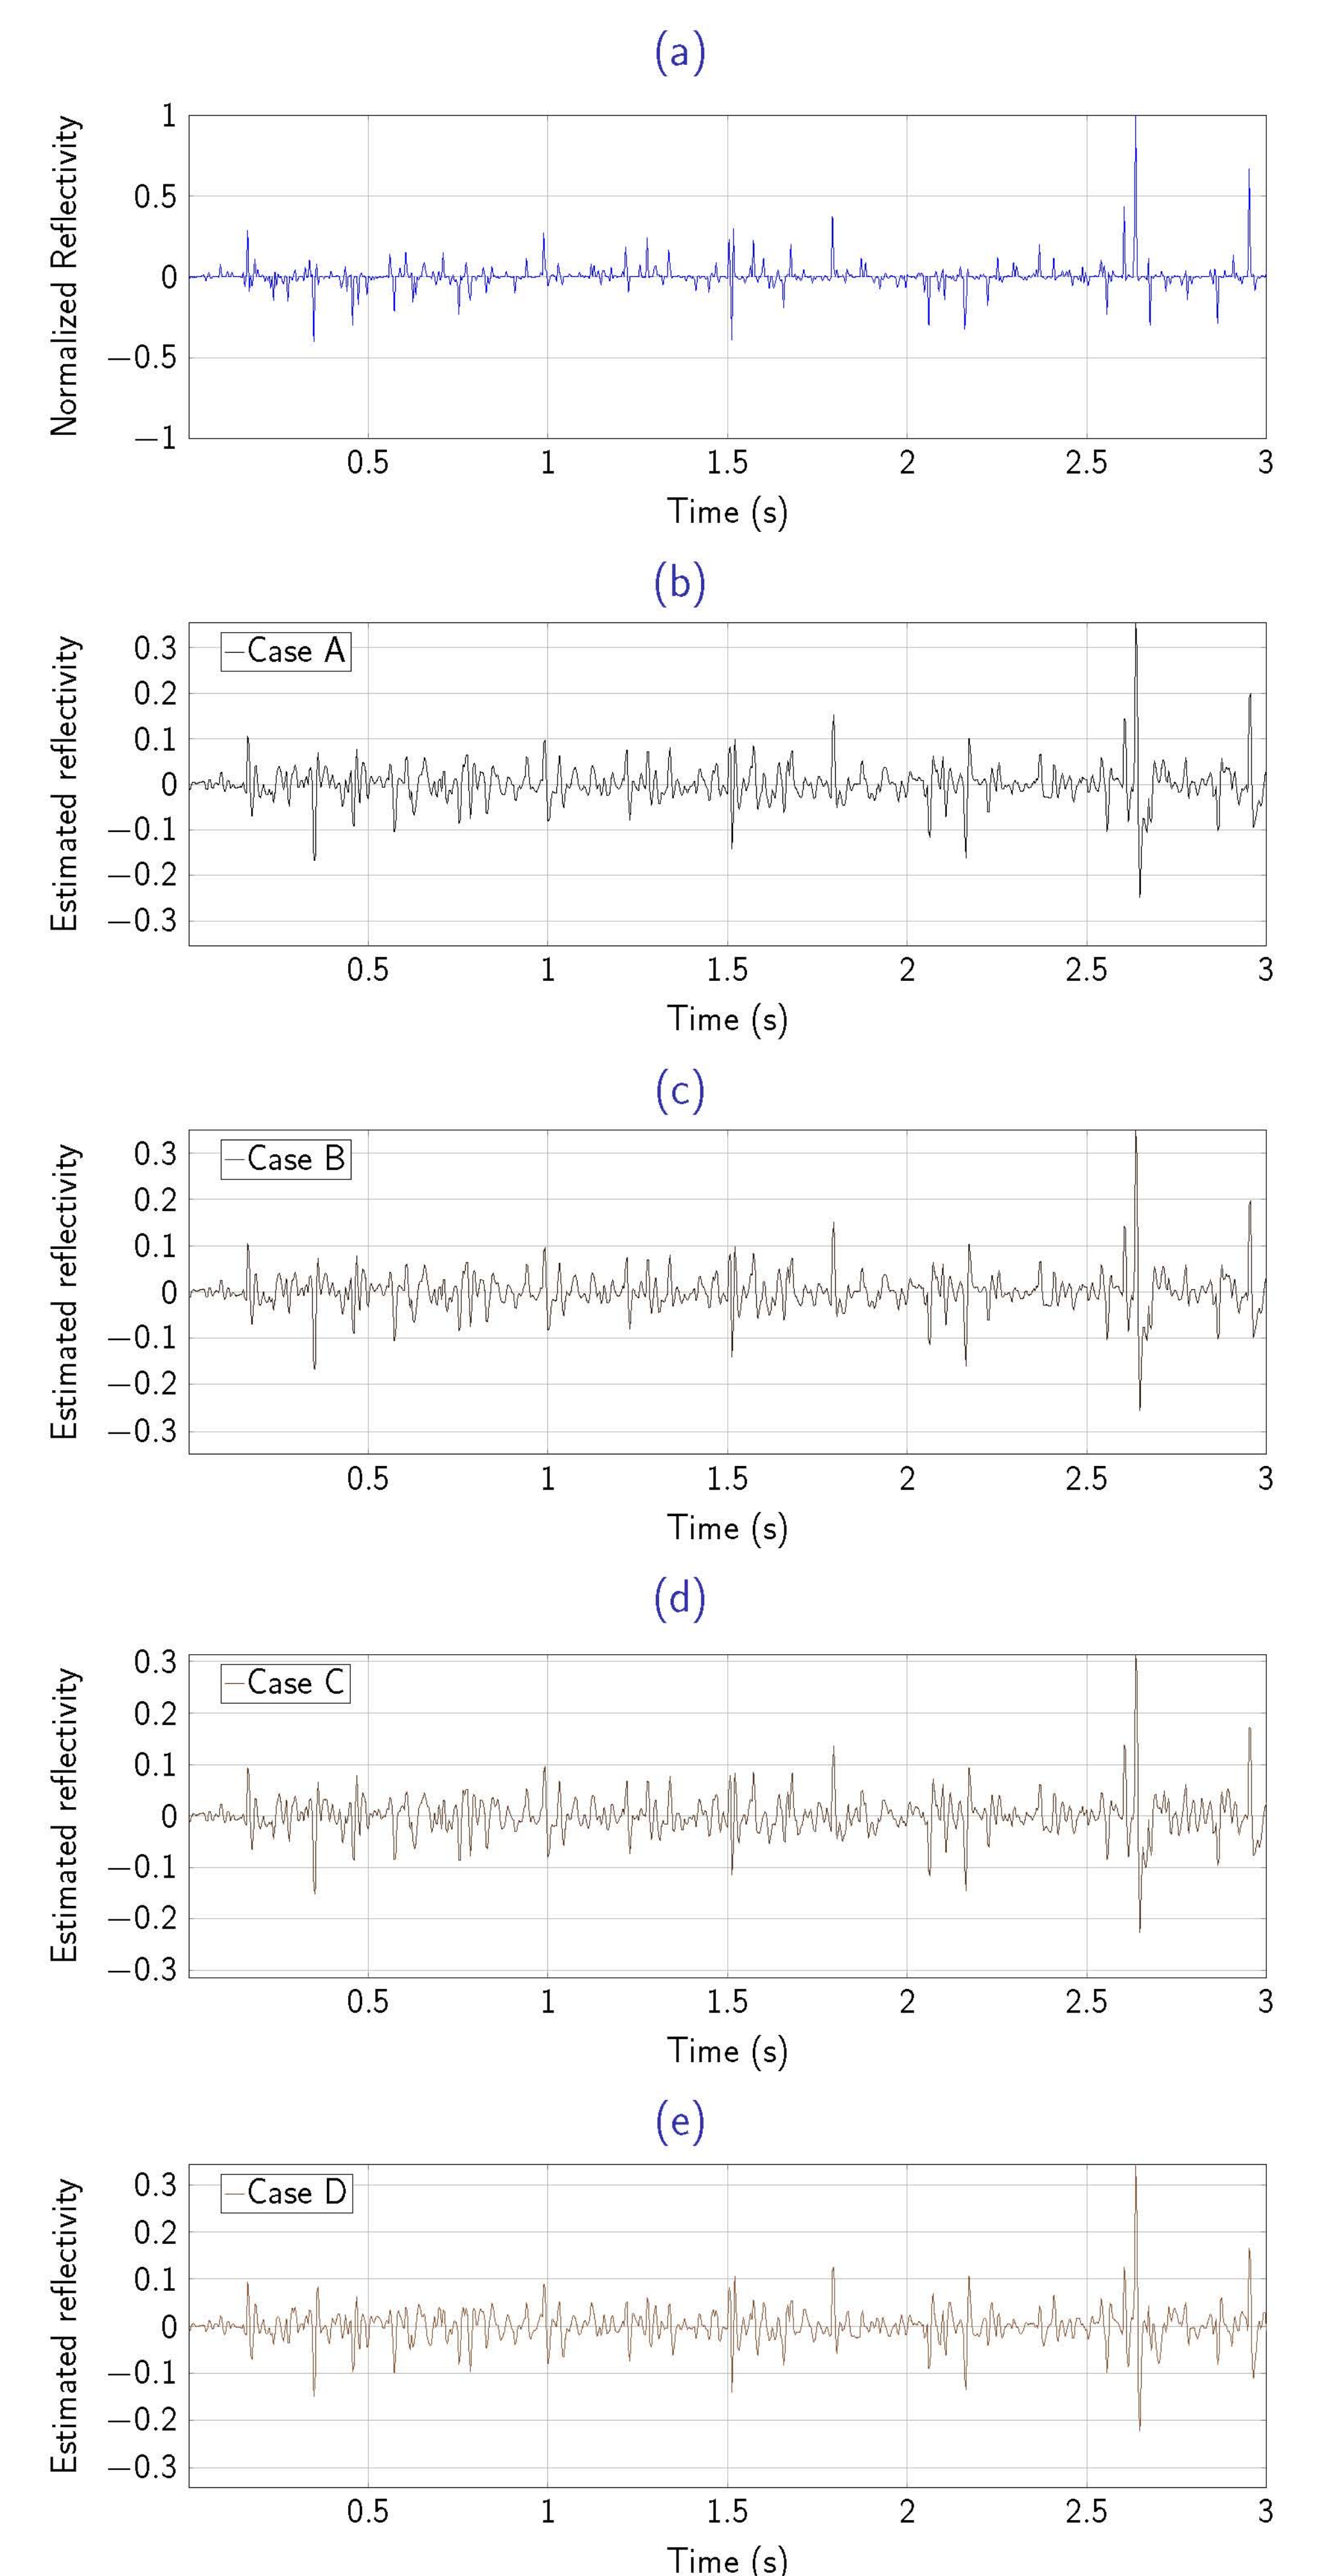 (a)
Normalized Reflectivity
1
0.5
0
−0.5
−1
0.5 1 1.5 2 2.5 3
Time (s)
(b)
Estimated reflectivity
Case A
0.3
0.2
0.1
0
−0.1
−0.2
−0.3
0.5 1 1.5 2 2.5 3
Time (s)
(c)
Estimated reflectivity
Case B
0.3
0.2
0.1
0
−0.1
−0.2
−0.3
0.5 1 1.5 2 2.5 3
Time (s)
(d)
Estimated reflectivity
Case C
0.3
0.2
0.1
0
−0.1
−0.2
−0.3
0.5 1 1.5 2 2.5 3
Time (s)
(e)
Estimated reflectivity
Case D
0.3
0.2
0.1
0
−0.1
−0.2
−0.3
0.5 1 1.5 2 2.5 3
Time (s)